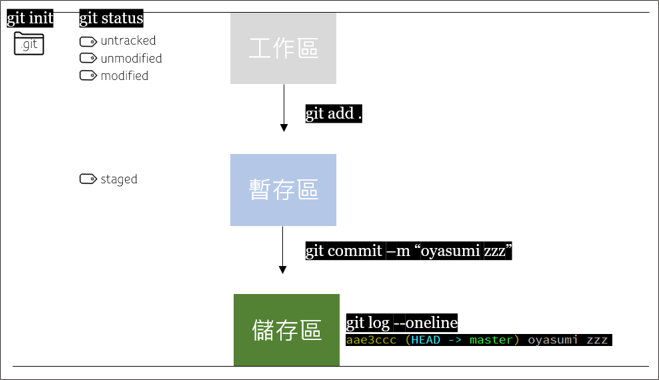 git init
.git
git status
untracked
unmodified
modified
工作區
git add .
staged
暫存區
git commit –m “oyasumi zzz”
儲存區
git log --oneline
aae3ccc (HEAD -> master) oyasumi zzz